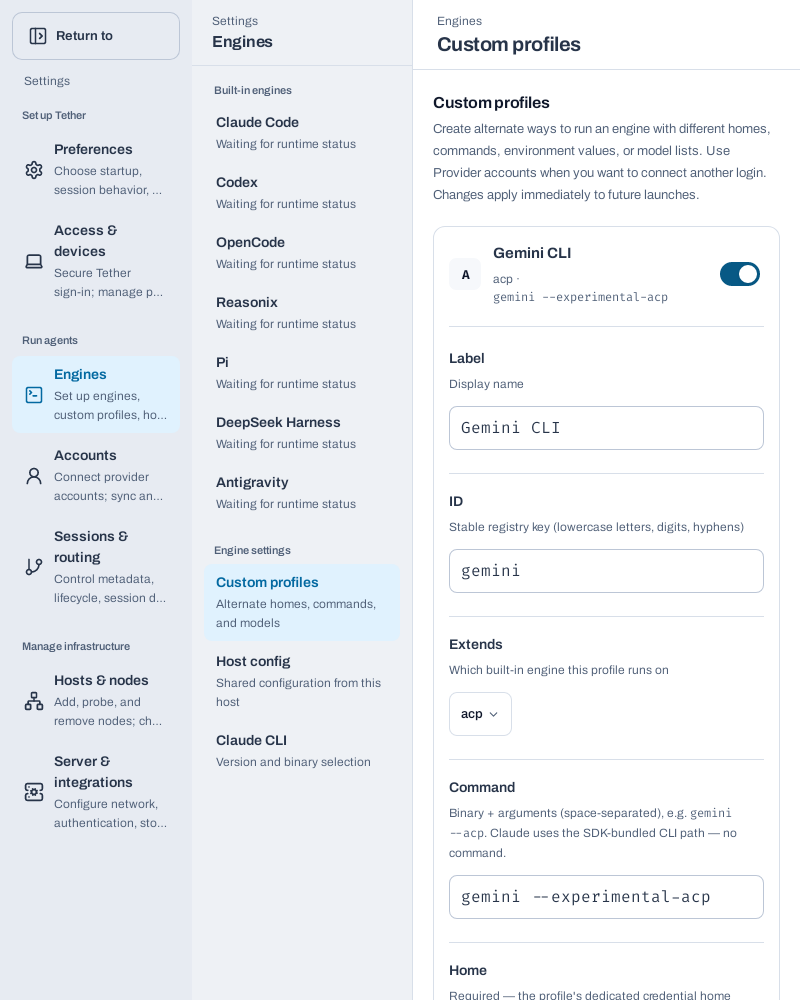 Return to
Settings
Set up Tether
Preferences
Choose startup,
session behavior, ...
Access &
devices
Secure Tether
sign-in; manage p...
Run agents
Engines
Set up engines,
custom profiles, ho...
Accounts
Connect provider
accounts; sync an...
Sessions &
routing
Control metadata,
lifecycle, session d...
Manage infrastructure
Hosts & nodes
Add, probe, and
remove nodes; ch...
Server &
integrations
Configure network,
authentication, sto...
Settings
Engines
Built-in engines
Claude Code
Waiting for runtime status
Codex
Waiting for runtime status
OpenCode
Waiting for runtime status
Reasonix
Waiting for runtime status
Pi
Waiting for runtime status
DeepSeek Harness
Waiting for runtime status
Antigravity
Waiting for runtime status
Engine settings
Custom profiles
Alternate homes, commands,
and models
Host config
Shared configuration from this
host
Claude CLI
Version and binary selection
Engines
Custom profiles
Custom profiles
Create alternate ways to run an engine with different homes,
commands, environment values, or model lists. Use
Provider accounts when you want to connect another login.
Changes apply immediately to future launches.
A
Gemini CLI
acp ·
gemini --experimental-acp
Label
Display name
Gemini CLI
ID
Stable registry key (lowercase letters, digits, hyphens)
gemini
Extends
Which built-in engine this profile runs on
acp
Command
Binary + arguments (space-separated), e.g. gemini
--acp. Claude uses the SDK-bundled CLI path — no
command.
gemini --experimental-acp
Home
Required — the profile's dedicated credential home